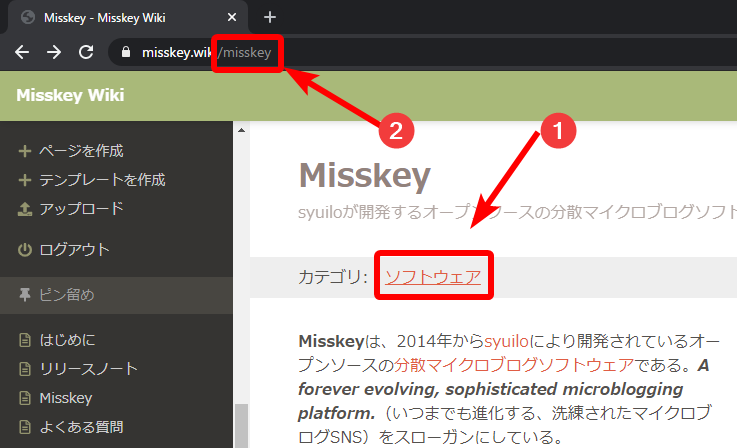 Misskey - Misskey Wiki
misskey.wiki/misskey
2
1
Misskey Wiki
ページを作成
テンプレートを作成
アップロード
ログアウト
ピン留め
はじめに
リリースノート
Misskey
よくある質問
Misskey
syuiloが開発するオープンソースの分散マイクロブログソフト
カテゴリ: ソフトウェア
Misskeyは、2014年からsyuiloにより開発されているオー
プンソースの分散マイクロブログソフトウェアである。A
forever evolving, sophisticated microblogging
platform.（いつまでも進化する、洗練されたマイクロブ
ログSNS）をスローガンにしている。